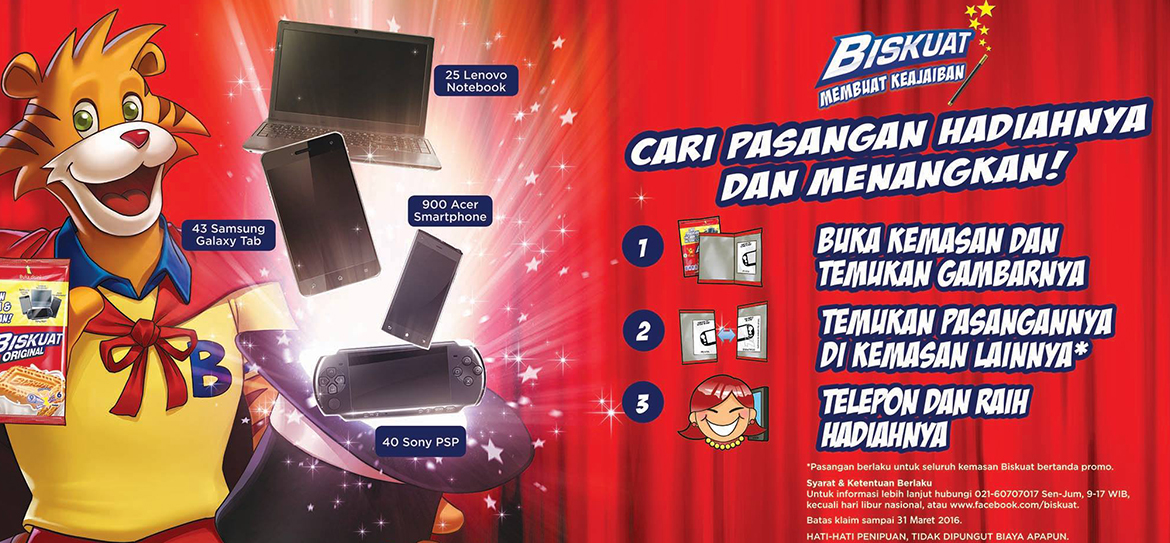 25 Lenovo
Notebook
900 Acer
Smartphone
43 Samsung
Galaxy Tab
40 Sony PSP
BISKUAT
ORIGINAL
B
BISKUAT
MEMBUAT KEAJAIBAN
CARI PASANGAN HADIAHNYA
DAN MENANGKAN!
1
BUKA KEMASAN DAN
TEMUKAN GAMBARNYA
2
TEMUKAN PASANGANNYA
DI KEMASAN LAINNYA*
3
TELEPON DAN RAIH
HADIAHNYA
*Pasangan berlaku untuk seluruh kemasan Biskuat bertanda promo.
Syarat & Ketentuan Berlaku
Untuk informasi lebih lanjut hubungi 021-60707017 Sen-Jum, 9-17 WIB,
kecuali hari libur nasional, atau www.facebook.com/biskuat.
Batas klaim sampai 31 Maret 2016.
HATI-HATI PENIPUAN, TIDAK DIPUNGUT BIAYA APAPUN.